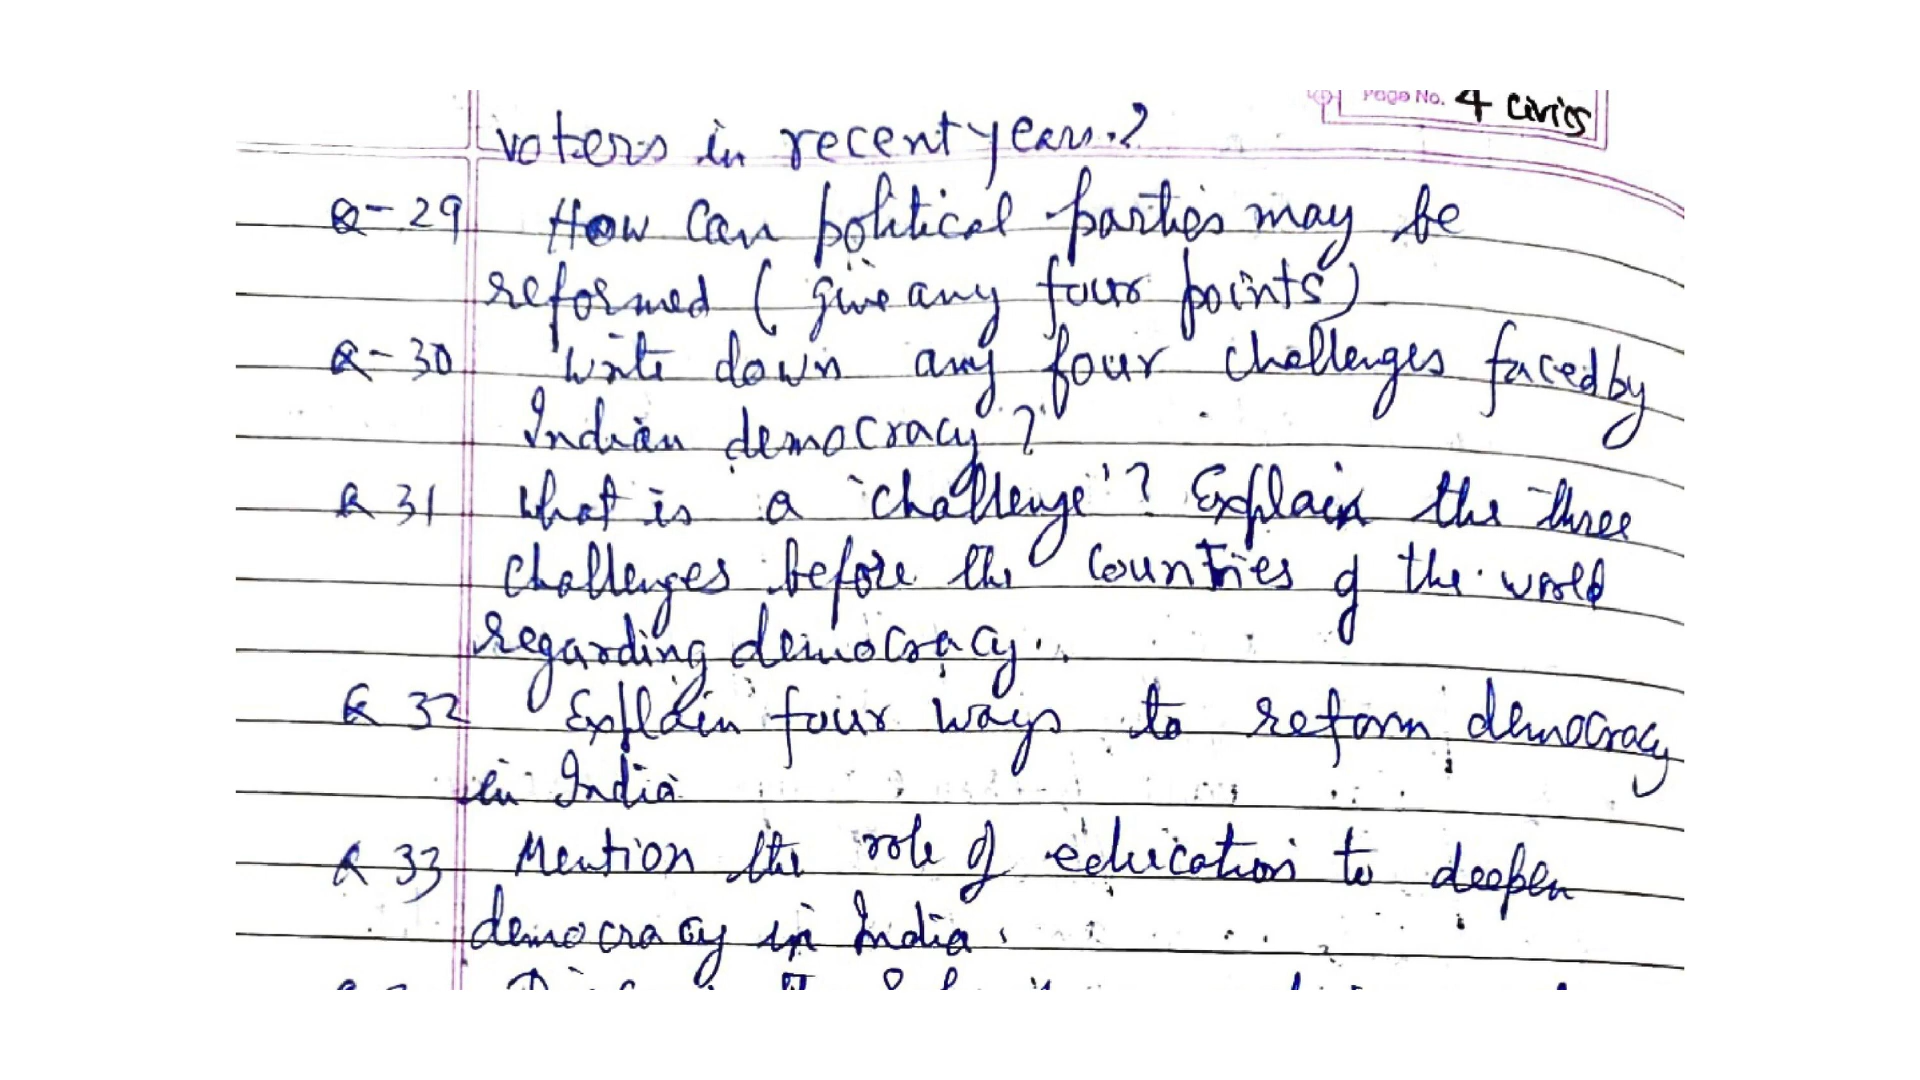 Page No. 4 Civics
voters in recent years.?
Q-29 How Can political parties may be
reformed (give any four points)
Q-30 Write down any four challenges faced by
Indian democracy?
Q 31 What is a 'challenge'? Explain the three
challenges before the Countries of the world
regarding democracy.
Q 32 Explain four ways to reform democracy
in India
Q 33 Mention the role of education to deepen
democracy in India.